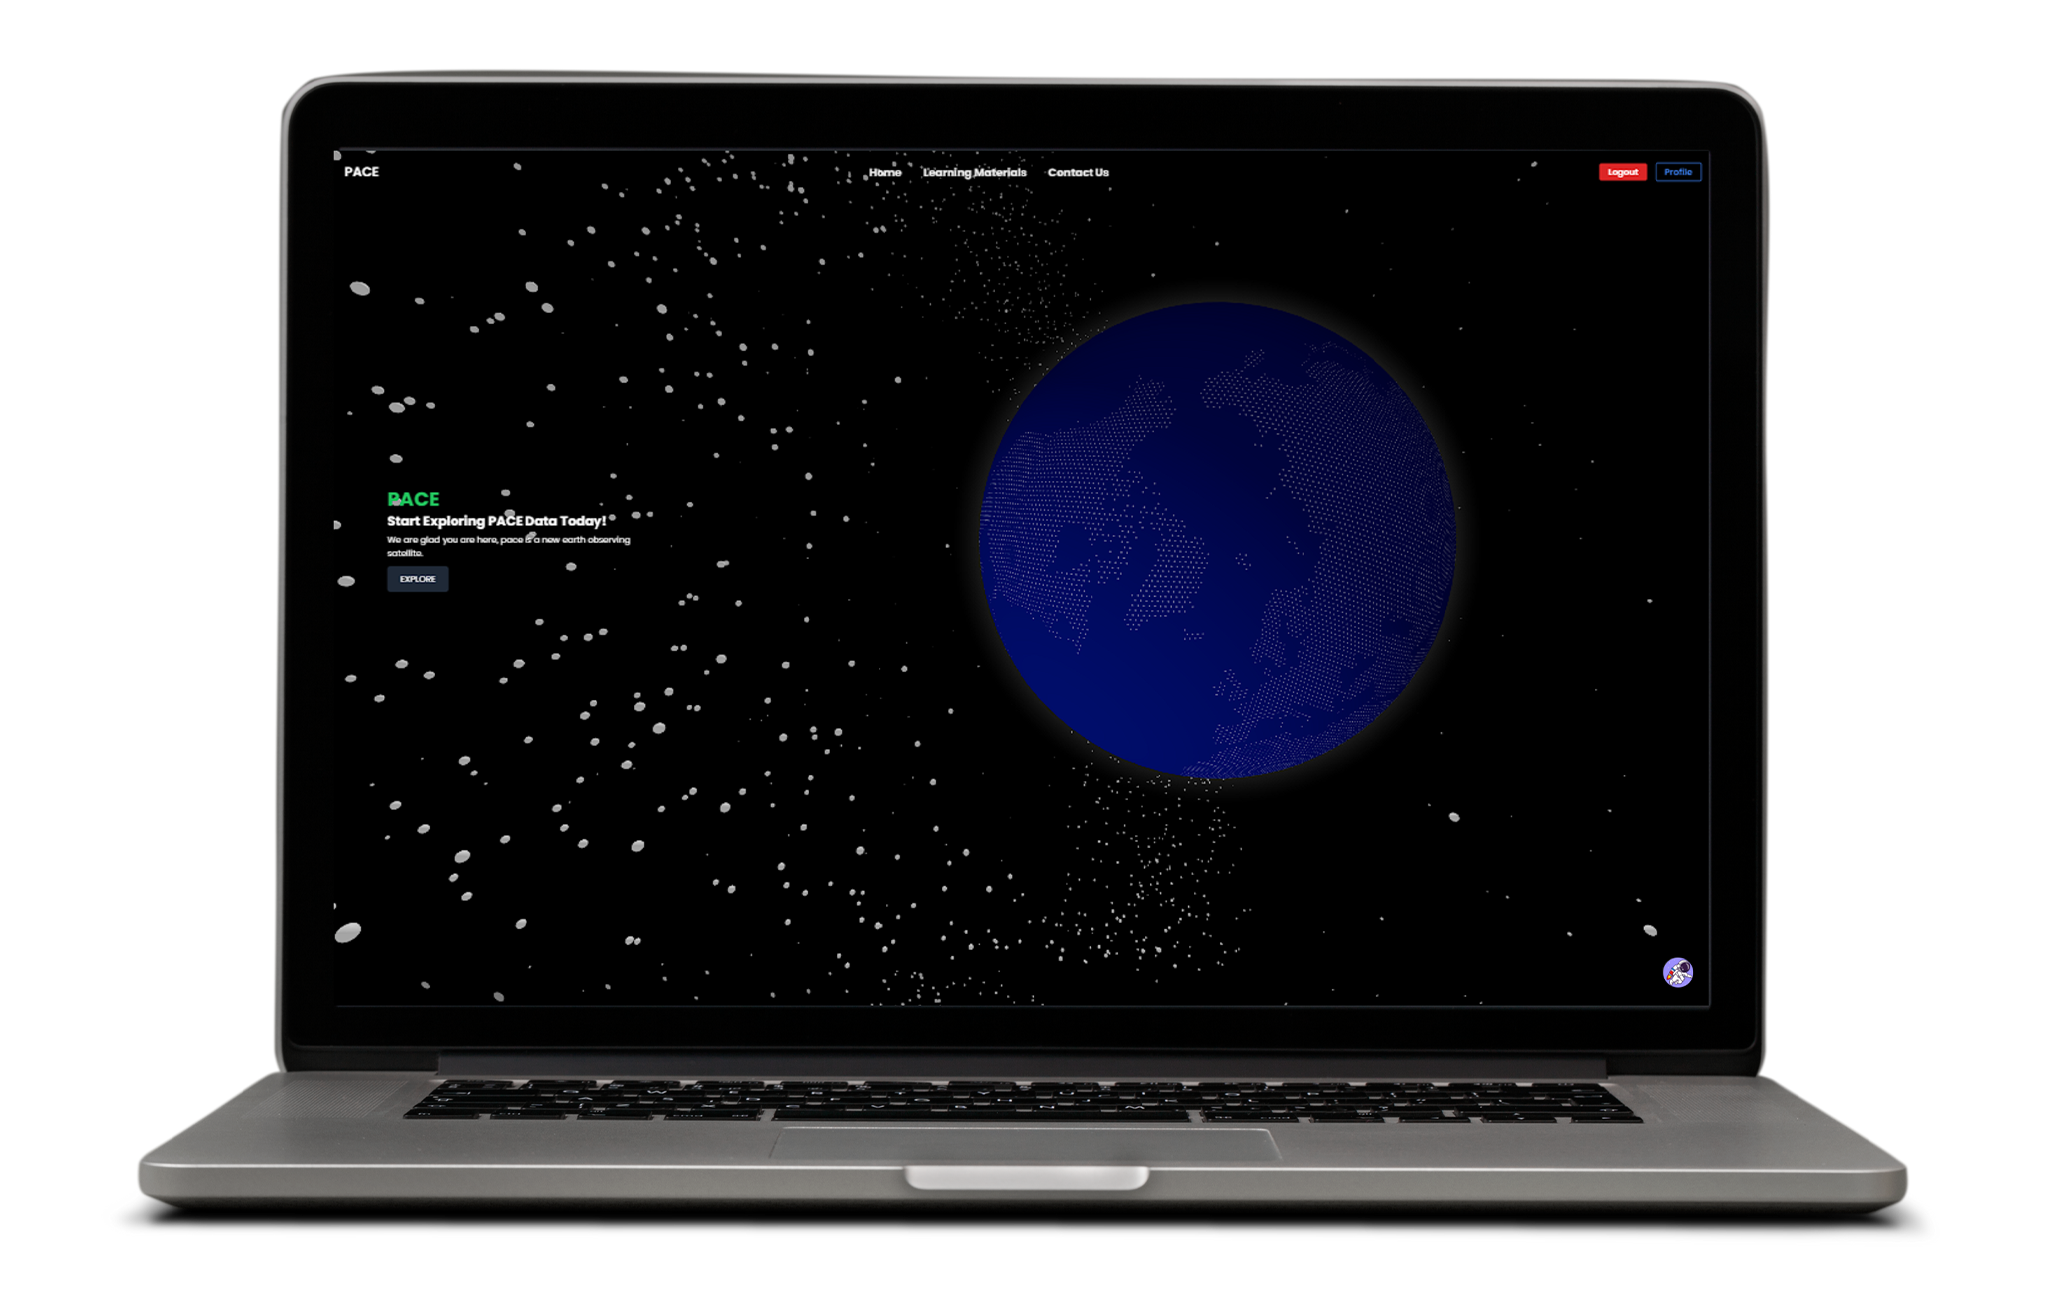 PACE
Home Learning Materials Contact Us
Logout Profile
PACE
Start Exploring PACE Data Today!
We are glad you are here, pace is a new earth observing
satellite.
EXPLORE